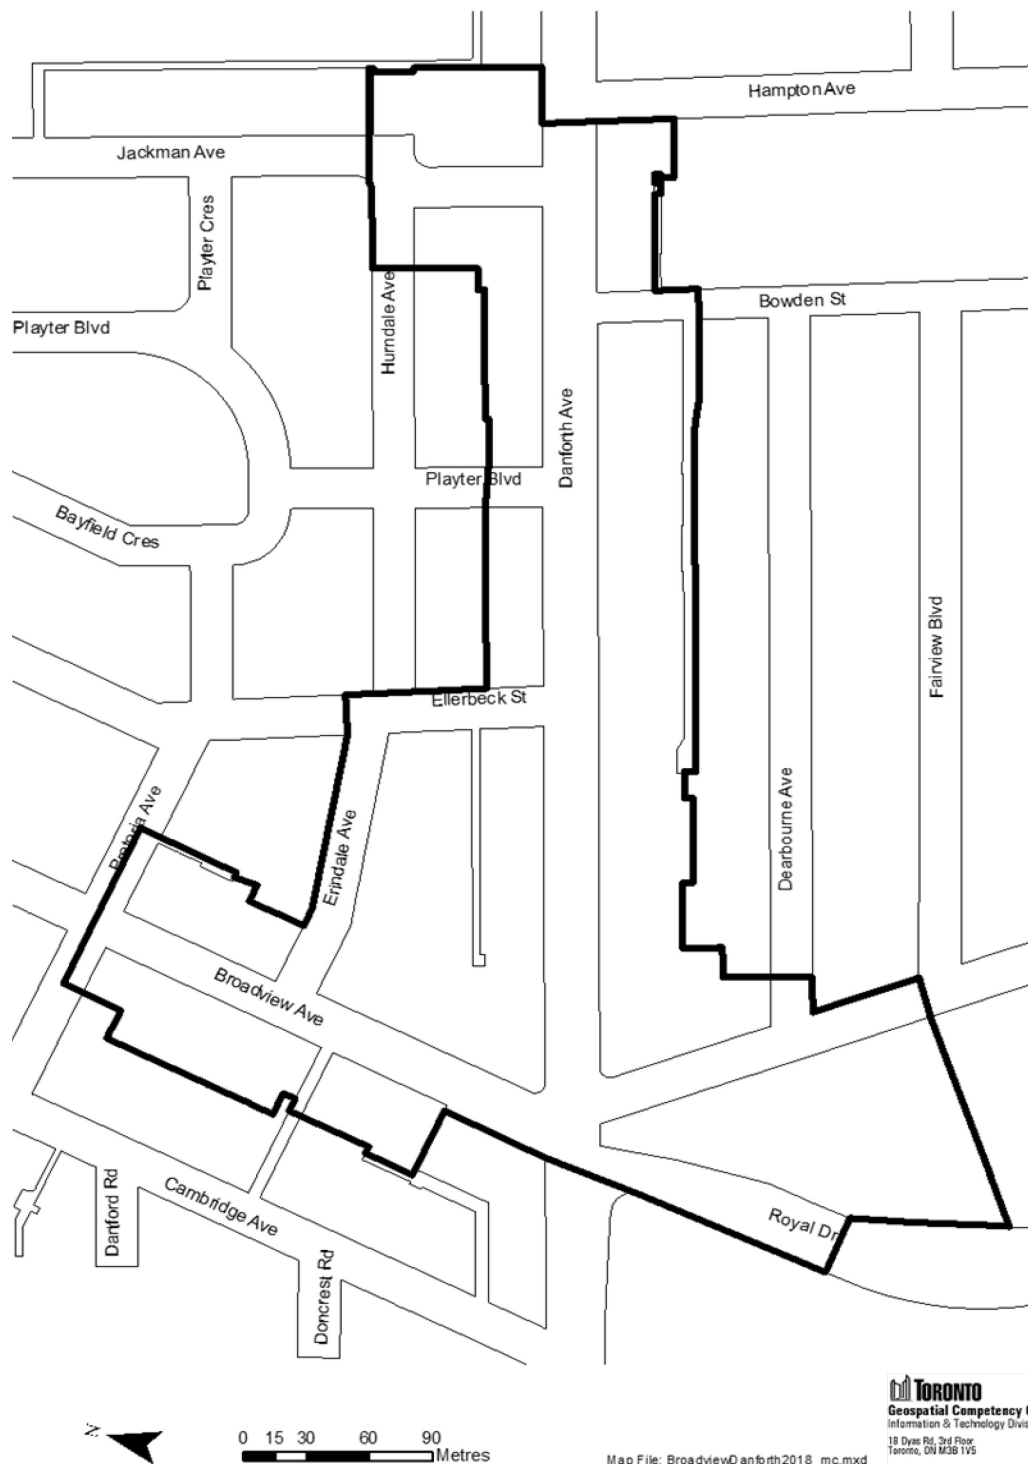 Hampton Ave
Jackman Ave
Playter Cres
Hurndale Ave
Bowden St
Playter Blvd
Danforth Ave
Playter Blvd
Bayfield Cres
Fairview Blvd
Ellerbeck St
Pretoria Ave
Erindale Ave
Dearbourne Ave
Broadview Ave
Royal Dr
Cambridge Ave
Dartford Rd
Doncrest Rd
N
0 15 30 60 90
Metres
TORONTO
Geospatial Competency
Information & Technology Divis
18 Dyas Rd, 3rd Floor
Toronto, ON M3B 1V5
Map File: BroadviewDanforth2018_mc.mxd